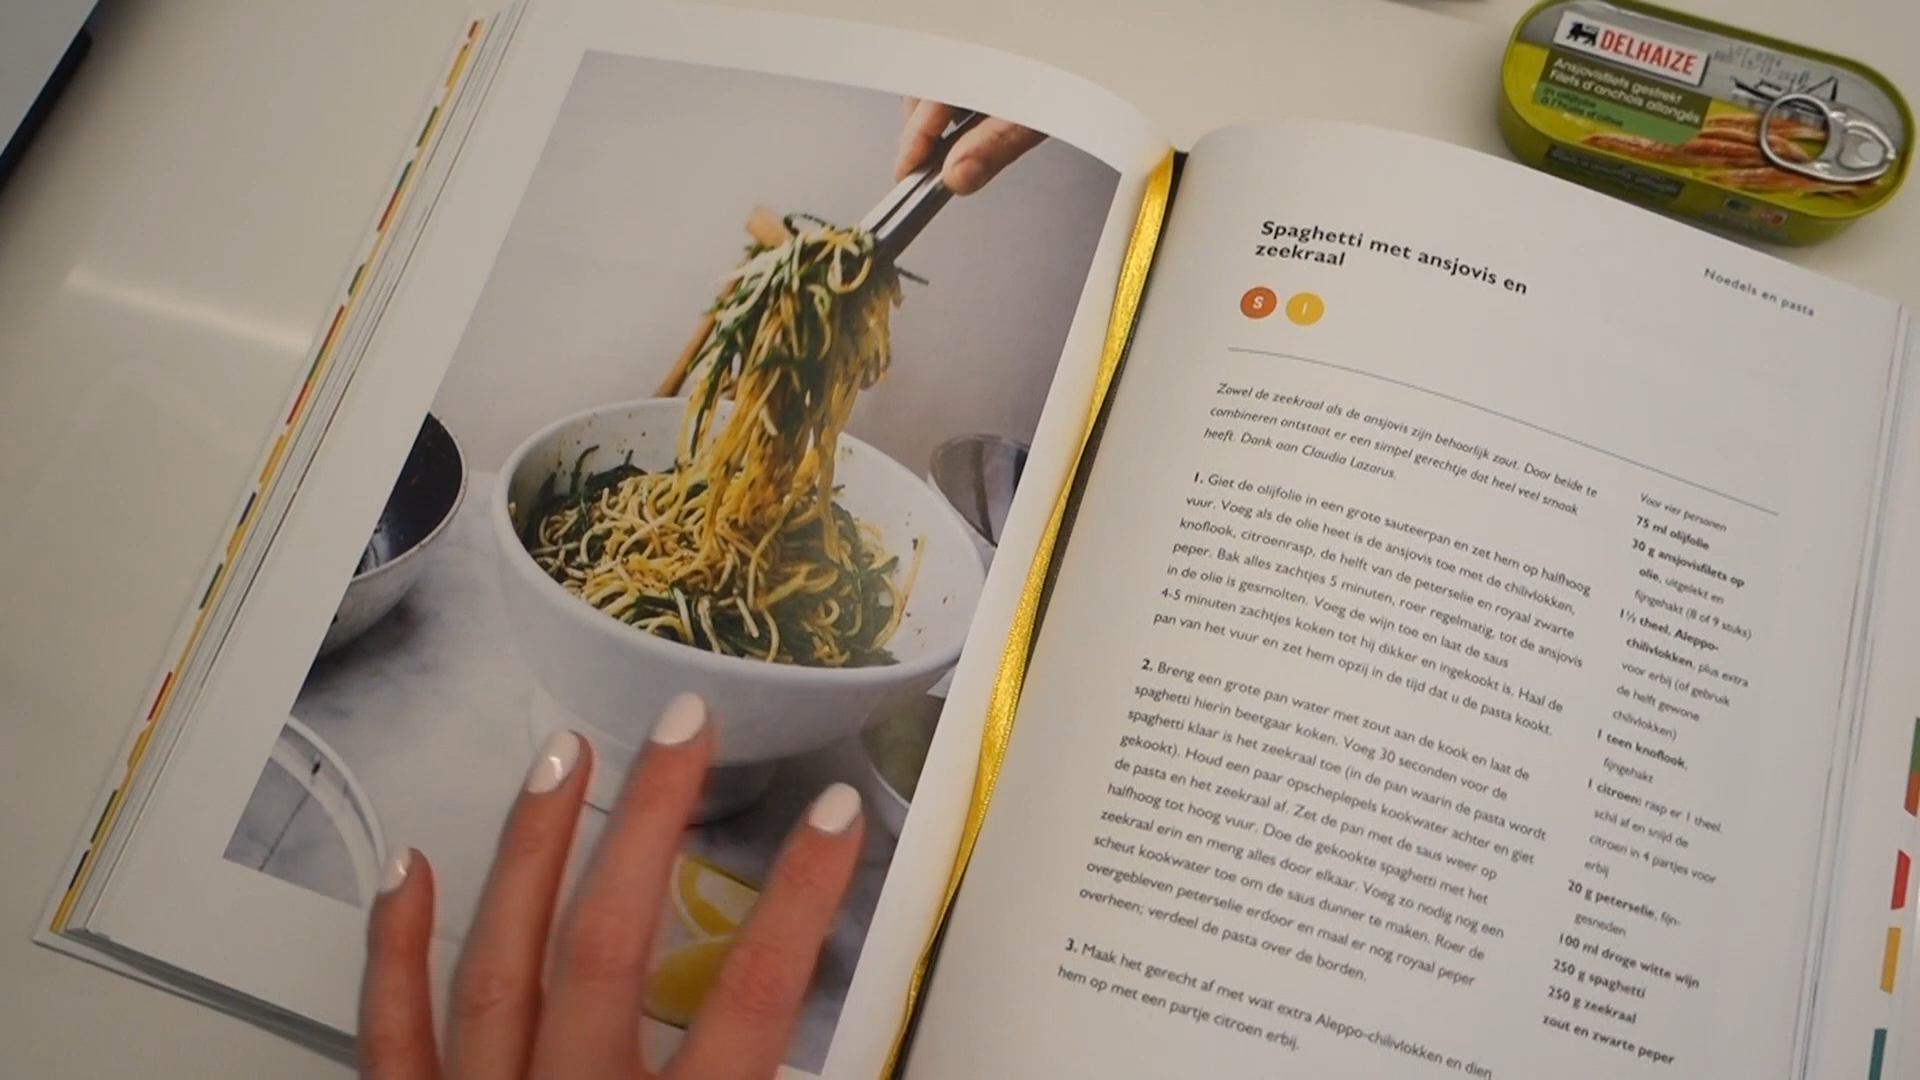 DELHAIZE
Ansjovisfilets gestrekt
Filets d'anchois allongés
in olijfolie
à l'huile d'olive
Noedels en pasta
Spaghetti met ansjovis en
zeekraal
S I
Zowel de zeekraal als de ansjovis zijn behoorlijk zout. Door beide te
combineren ontstaat er een simpel gerechtje dat heel veel smaak
heeft. Dank aan Claudia Lazarus.
1. Giet de olijfolie in een grote sauteerpan en zet hem op halfhoog
vuur. Voeg als de olie heet is de ansjovis toe met de chilivlokken,
knoflook, citroenrasp, de helft van de peterselie en royaal zwarte
peper. Bak alles zachtjes 5 minuten, roer regelmatig, tot de ansjovis
in de olie is gesmolten. Voeg de wijn toe en laat de saus
4-5 minuten zachtjes koken tot hij dikker en ingekookt is. Haal de
pan van het vuur en zet hem opzij in de tijd dat u de pasta kookt.
2. Breng een grote pan water met zout aan de kook en laat de
spaghetti hierin beetgaar koken. Voeg 30 seconden voor de
spaghetti klaar is het zeekraal toe (in de pan waarin de pasta wordt
gekookt). Houd een paar opscheplepels kookwater achter en giet
de pasta en het zeekraal af. Zet de pan met de saus weer op
halfhoog tot hoog vuur. Doe de gekookte spaghetti met het
zeekraal erin en meng alles door elkaar. Voeg zo nodig nog een
scheut kookwater toe om de saus dunner te maken. Roer de
overgebleven peterselie erdoor en maal er nog royaal peper
overheen; verdeel de pasta over de borden.
3. Maak het gerecht af met wat extra Aleppo-chilivlokken en dien
hem op met een partje citroen erbij.
Voor vier personen
75 ml olijfolie
30 g ansjovisfilets op
olie, uitgelekt en
fijngehakt (8 of 9 stuks)
1½ theel. Aleppo-
chilivlokken, plus extra
voor erbij (of gebruik
de helft gewone
chilivlokken)
1 teen knoflook,
fijngehakt
1 citroen: rasp er 1 theel.
schil af en snijd de
citroen in 4 partjes voor
erbij
20 g peterselie, fijn-
gesneden
100 ml droge witte wijn
250 g spaghetti
250 g zeekraal
zout en zwarte peper